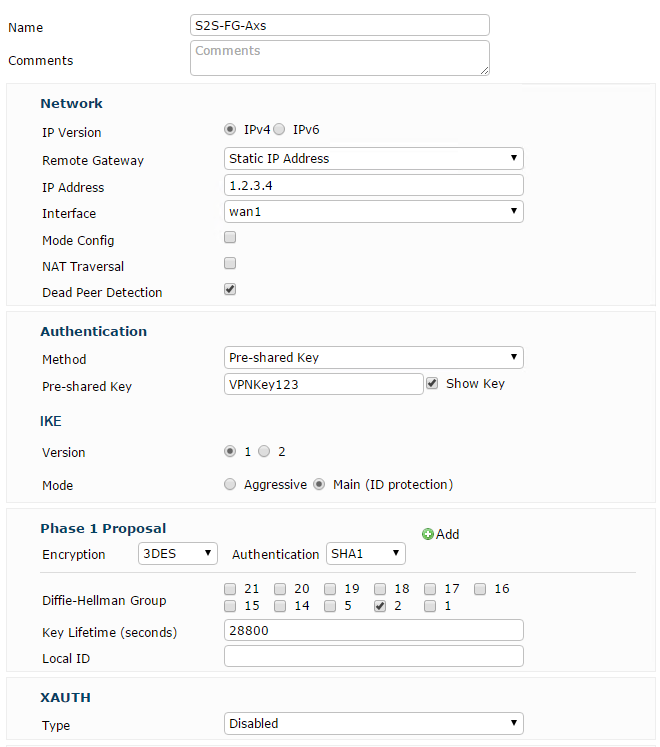 Name S2S-FG-Axs
Comments Comments
Network
IP Version IPv4 IPv6
Remote Gateway Static IP Address
IP Address 1.2.3.4
Interface wan1
Mode Config
NAT Traversal
Dead Peer Detection
Authentication
Method Pre-shared Key
Pre-shared Key VPNKey123 Show Key
IKE
Version 1 2
Mode Aggressive Main (ID protection)
Phase 1 Proposal Add
Encryption 3DES Authentication SHA1
21 20 19 18 17 16
Diffie-Hellman Group
15 14 5 2 1
Key Lifetime (seconds) 28800
Local ID
XAUTH
Type Disabled